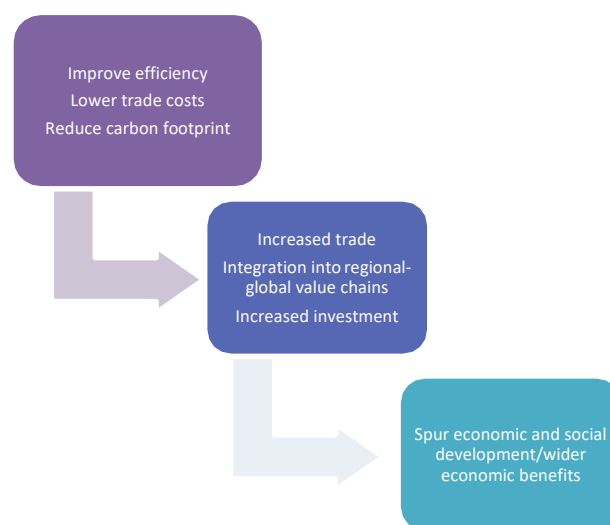 Improve efficiency
Lower trade costs
Reduce carbon footprint
Increased trade
Integration into regional-
global value chains
Increased investment
Spur economic and social
development/wider
economic benefits